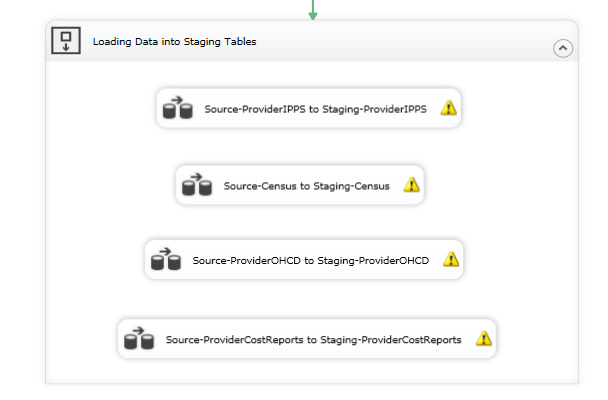 Loading Data into Staging Tables
Source-ProviderIPPS to Staging-ProviderIPPS
Source-Census to Staging-Census
Source-ProviderOHCD to Staging-ProviderOHCD
Source-ProviderCostReports to Staging-ProviderCostReports